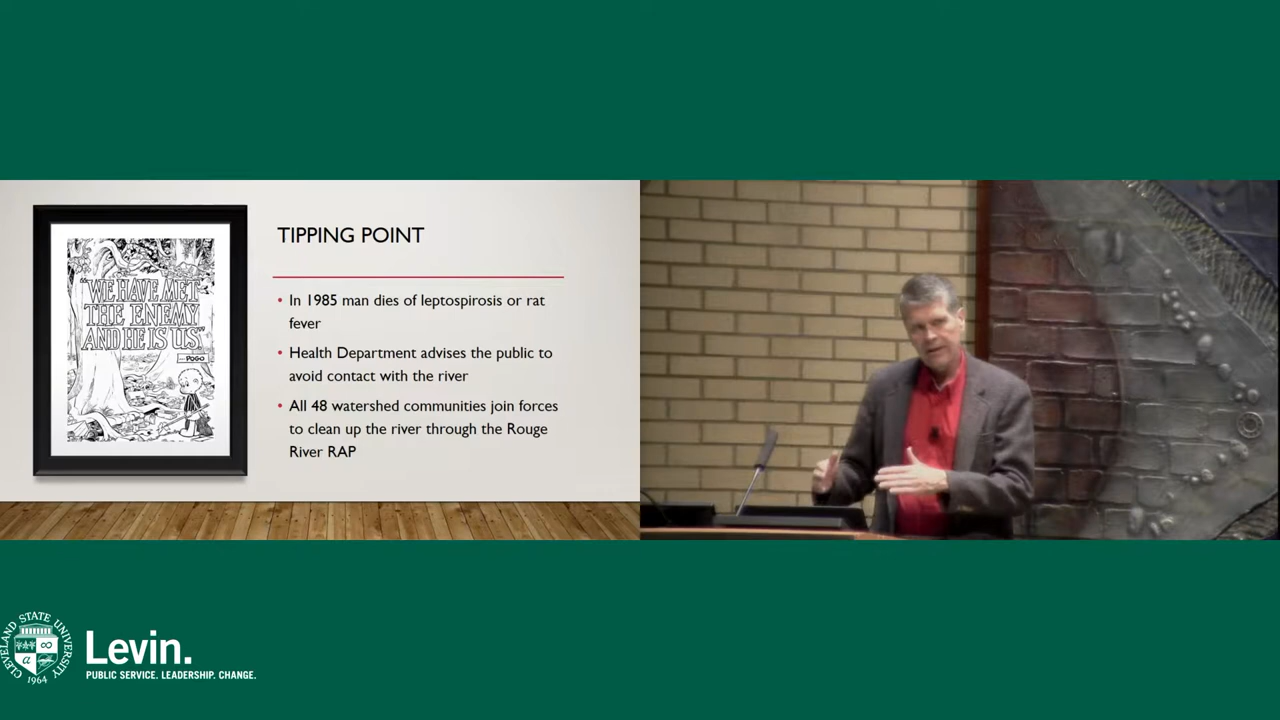 "WE HAVE MET
THE ENEMY
AND HE IS US"
POGO
TIPPING POINT
• In 1985 man dies of leptospirosis or rat
fever
• Health Department advises the public to
avoid contact with the river
• All 48 watershed communities join forces
to clean up the river through the Rouge
River RAP
CLEVELAND STATE UNIVERSITY
1964
Levin.
PUBLIC SERVICE. LEADERSHIP. CHANGE.